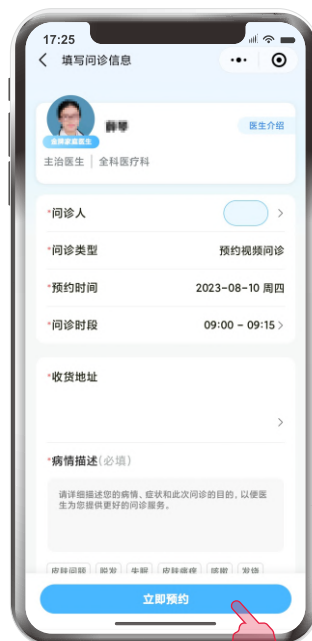 17:25
填写问诊信息
全科家庭医生
医生介绍
主治医生 | 全科医疗科
*问诊人
*问诊类型 预约视频问诊
*预约时间 2023-08-10 周四
*问诊时段 09:00 - 09:15
*收货地址
*病情描述(必填)
请详细描述您的病情、症状和此次问诊的目的、以便医
生为您提供更好的问诊服务。
皮肤问题 脱发 失眠 皮肤瘙痒 咳嗽 发烧
立即预约